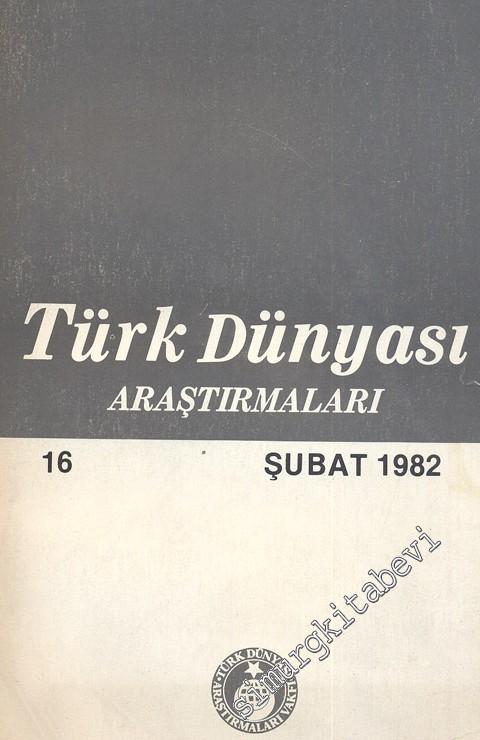 Türk Dünyası
ARAŞTIRMALARI
16 ŞUBAT 1982
TÜRK DÜNYASI
ARAŞTIRMALARI VAKFI
simurgkitabevi